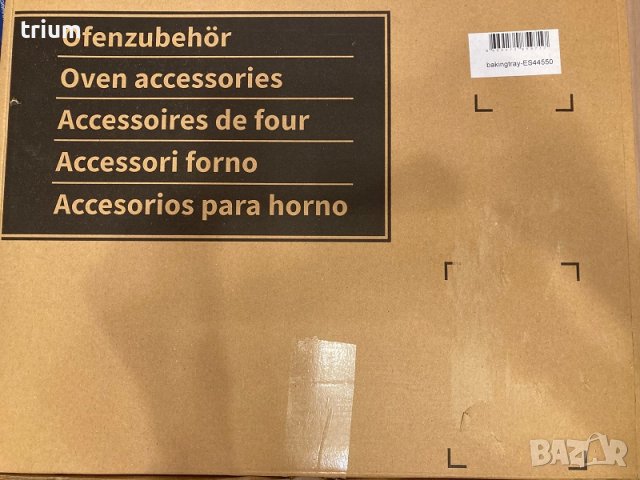 trium
Ofenzubehör
Oven accessories
Accessoires de four
Accessori forno
Accesorios para horno
bakingtray-ES44550
BAZAR